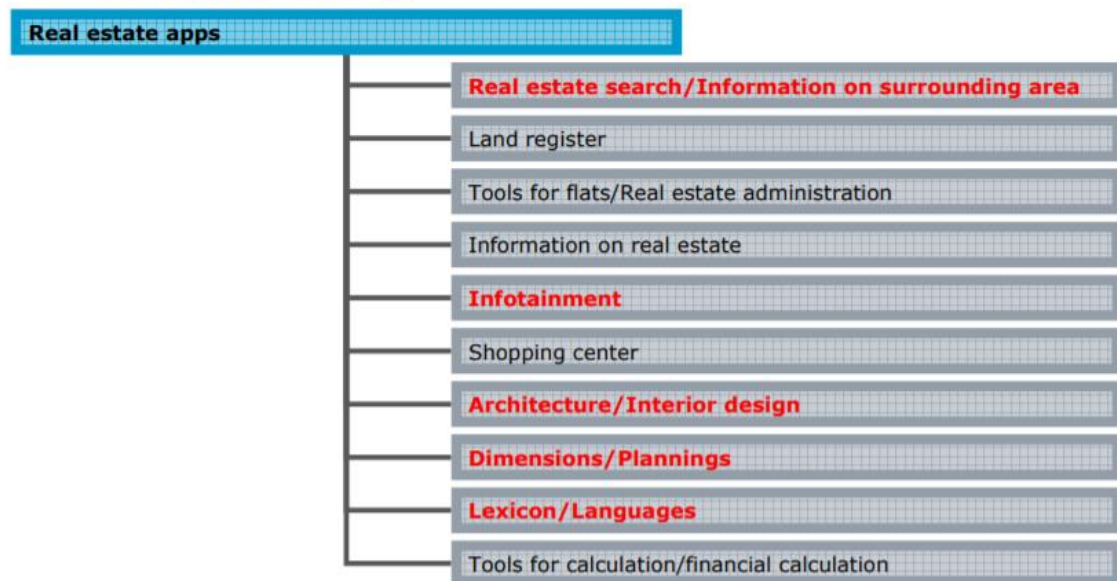 Real estate apps
Real estate search/Information on surrounding area
Land register
Tools for flats/Real estate administration
Information on real estate
Infotainment
Shopping center
Architecture/Interior design
Dimensions/Plannings
Lexicon/Languages
Tools for calculation/financial calculation